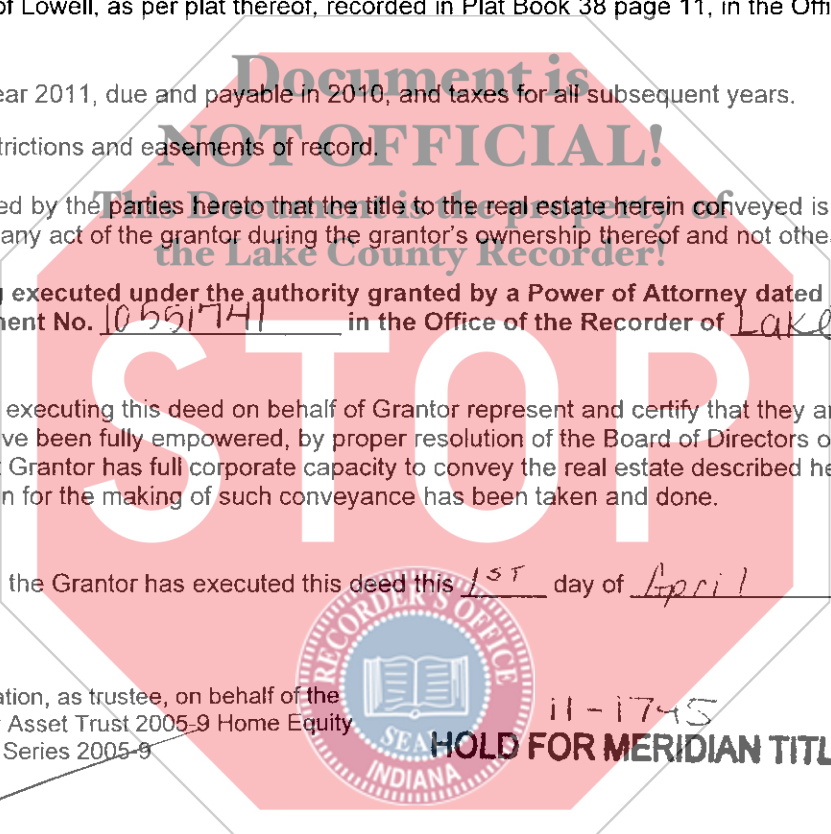 of Lowell, as per plat thereof, recorded in Plat Book 38 page 11, in the Offi
Document is
ear 2011, due and payable in 2010, and taxes for all subsequent years.
NOT OFFICIAL!
trictions and easements of record.
This Document is the property of
ed by the parties hereto that the title to the real estate herein conveyed is
any act of the grantor during the grantor's ownership thereof and not othe
the Lake County Recorder!
g executed under the authority granted by a Power of Attorney dated
ment No. 10551741 in the Office of the Recorder of Lake
STOP
executing this deed on behalf of Grantor represent and certify that they ar
ve been fully empowered, by proper resolution of the Board of Directors o
t Grantor has full corporate capacity to convey the real estate described he
n for the making of such conveyance has been taken and done.
the Grantor has executed this deed this 1ST day of April
RECORDER'S OFFICE
SEAL
INDIANA
ation, as trustee, on behalf of the
Asset Trust 2005-9 Home Equity
Series 2005-9
11-1745
HOLD FOR MERIDIAN TITL